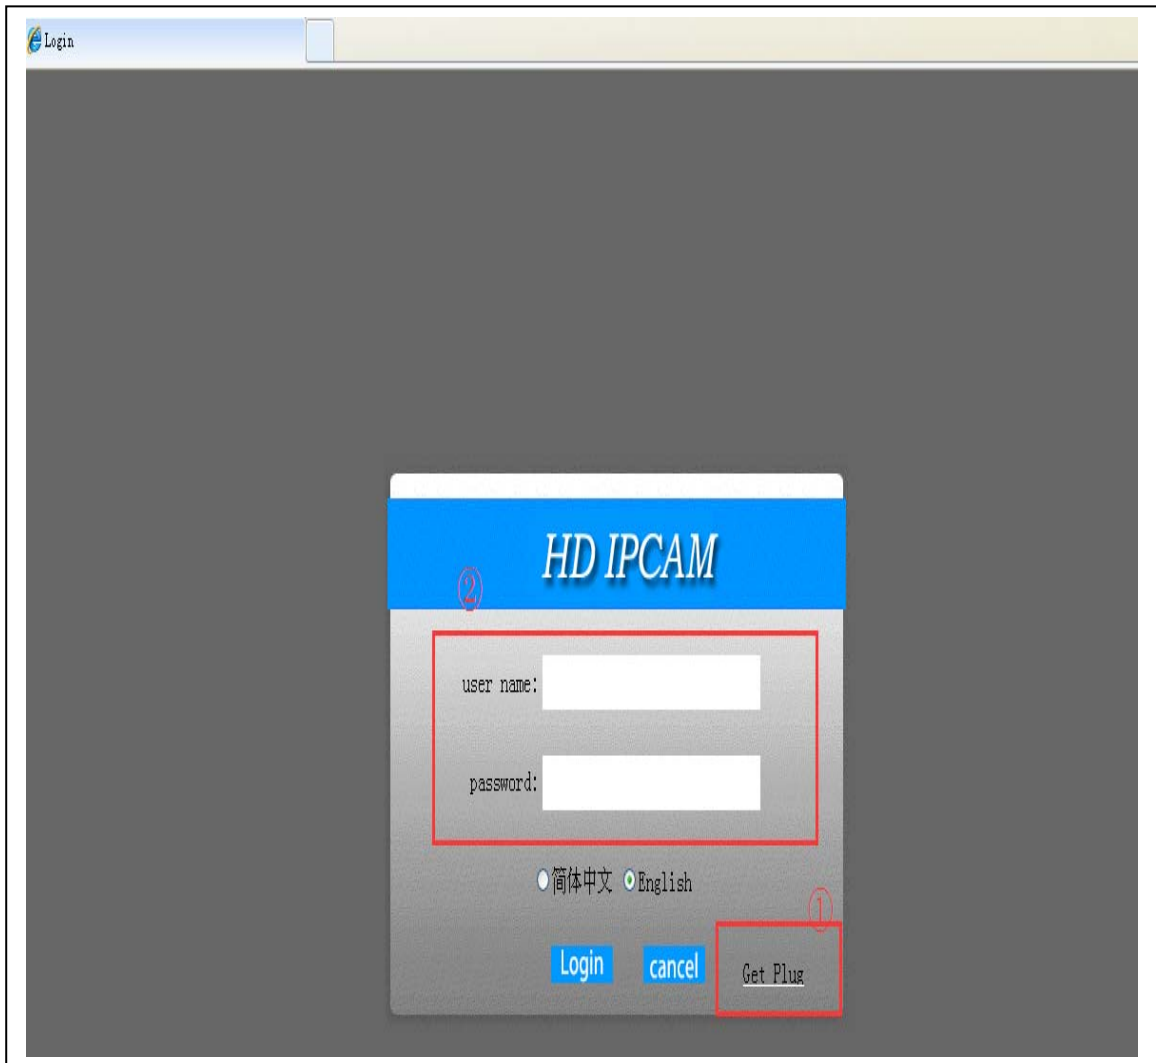 Login
HD IPCAM
②
user name:
password:
简体中文 English
①
Login cancel Get Plug